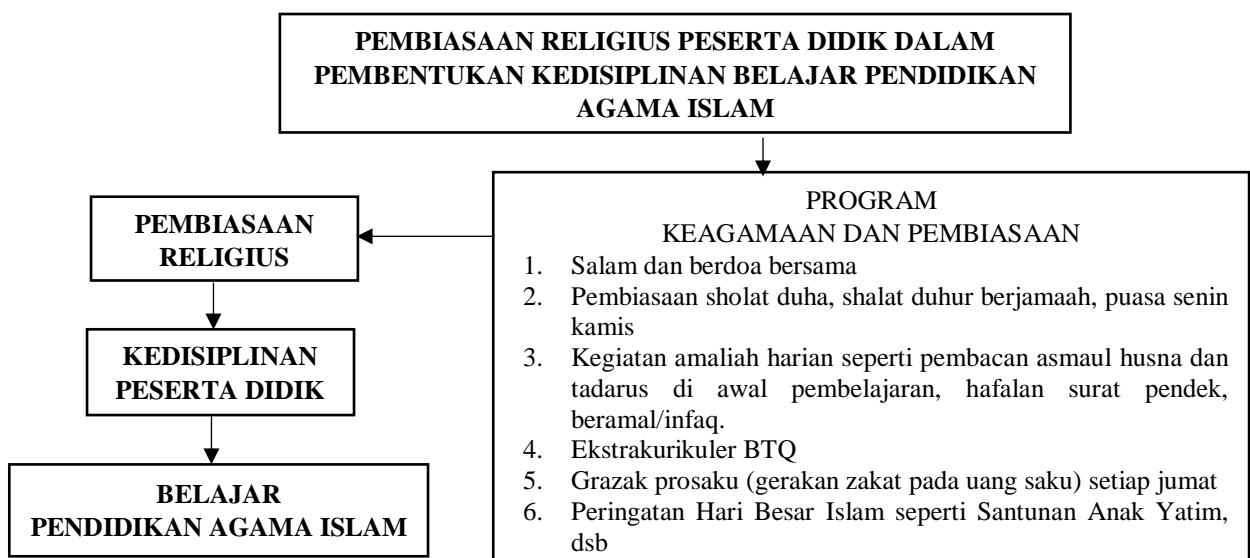 PEMBIASAAN RELIGIUS PESERTA DIDIK DALAM
PEMBENTUKAN KEDISIPLINAN BELAJAR PENDIDIKAN
AGAMA ISLAM
PROGRAM
KEAGAMAAN DAN PEMBIASAAN
1. Salam dan berdoa bersama
2. Pembiasaan sholat duha, shalat duhur berjamaah, puasa senin
kamis
3. Kegiatan amaliah harian seperti pembacan asmaul husna dan
tadarus di awal pembelajaran, hafalan surat pendek,
beramal/infaq.
4. Ekstrakurikuler BTQ
5. Grazak prosaku (gerakan zakat pada uang saku) setiap jumat
6. Peringatan Hari Besar Islam seperti Santunan Anak Yatim,
dsb
PEMBIASAAN
RELIGIUS
KEDISIPLINAN
PESERTA DIDIK
BELAJAR
PENDIDIKAN AGAMA ISLAM